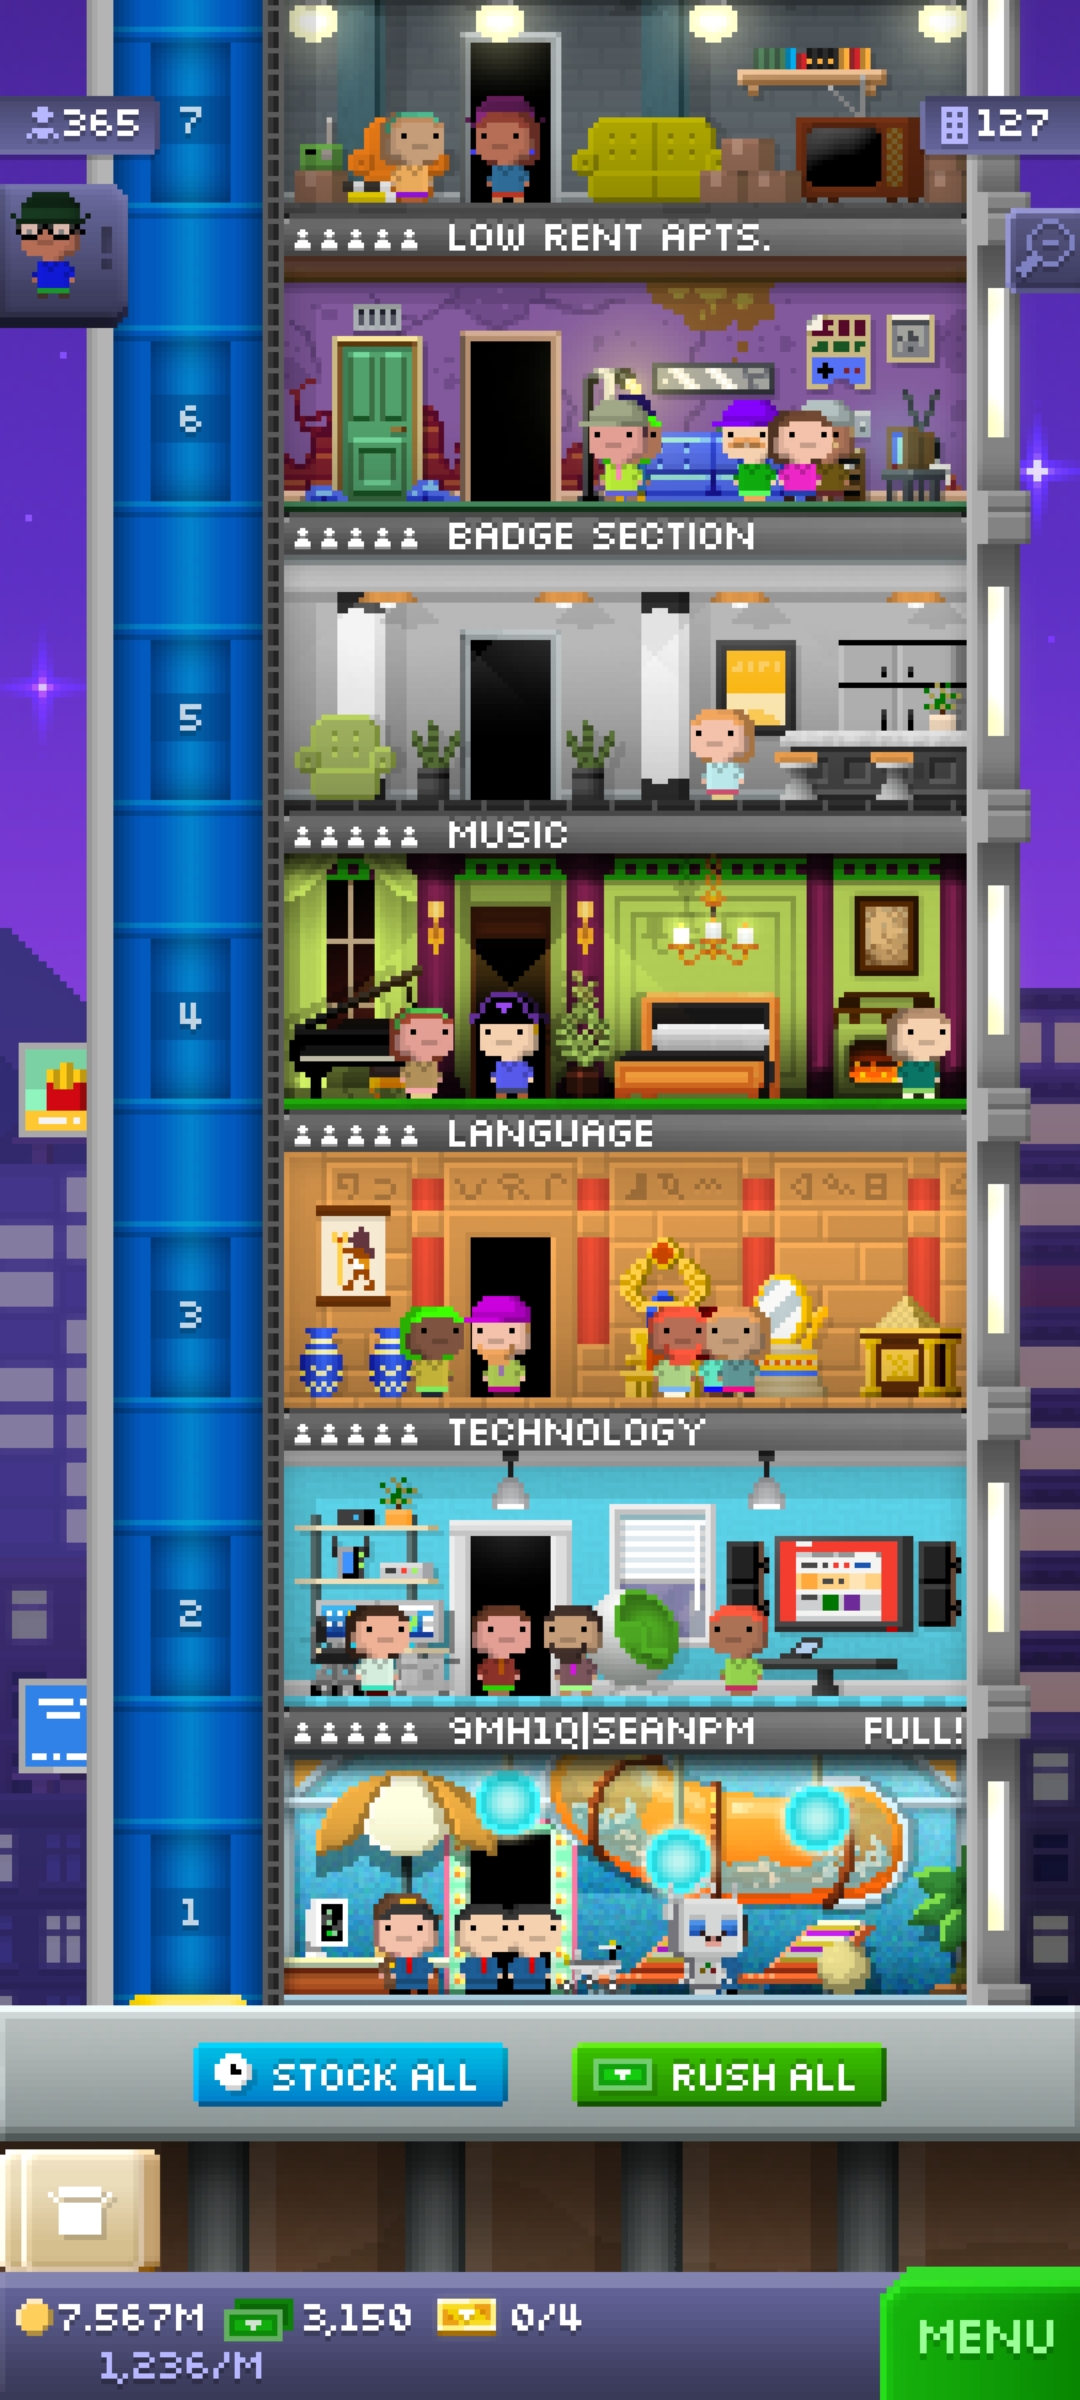 365
7
127
LOW RENT APTS.
6
BADGE SECTION
5
MUSIC
4
LANGUAGE
3
TECHNOLOGY
2
9MH1Q|SEANPM FULL!
1
STOCK ALL
RUSH ALL
7.567M 3,150 0/4
1,236/M
MENU